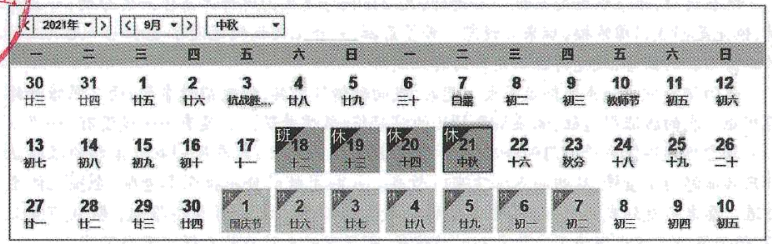 < 2021年 > < 9月 > 中秋
一 二 三 四 五 六 日 一 二 三 四 五 六 日
30 31 1 2 3 4 5 6 7 8 9 10 11 12
廿三 廿四 廿五 廿六 抗战胜... 廿八 廿九 三十 白露 初二 初三 教师节 初五 初六
班 休 休 休
13 14 15 16 17 18 19 20 21 22 23 24 25 26
初七 初八 初九 初十 十一 十二 十三 十四 中秋 十六 秋分 十八 十九 二十
27 28 29 30 1 2 3 4 5 6 7 8 9 10
廿一 廿二 廿三 廿四 国庆节 廿六 廿七 廿八 廿九 初一 初二 初三 初四 初五